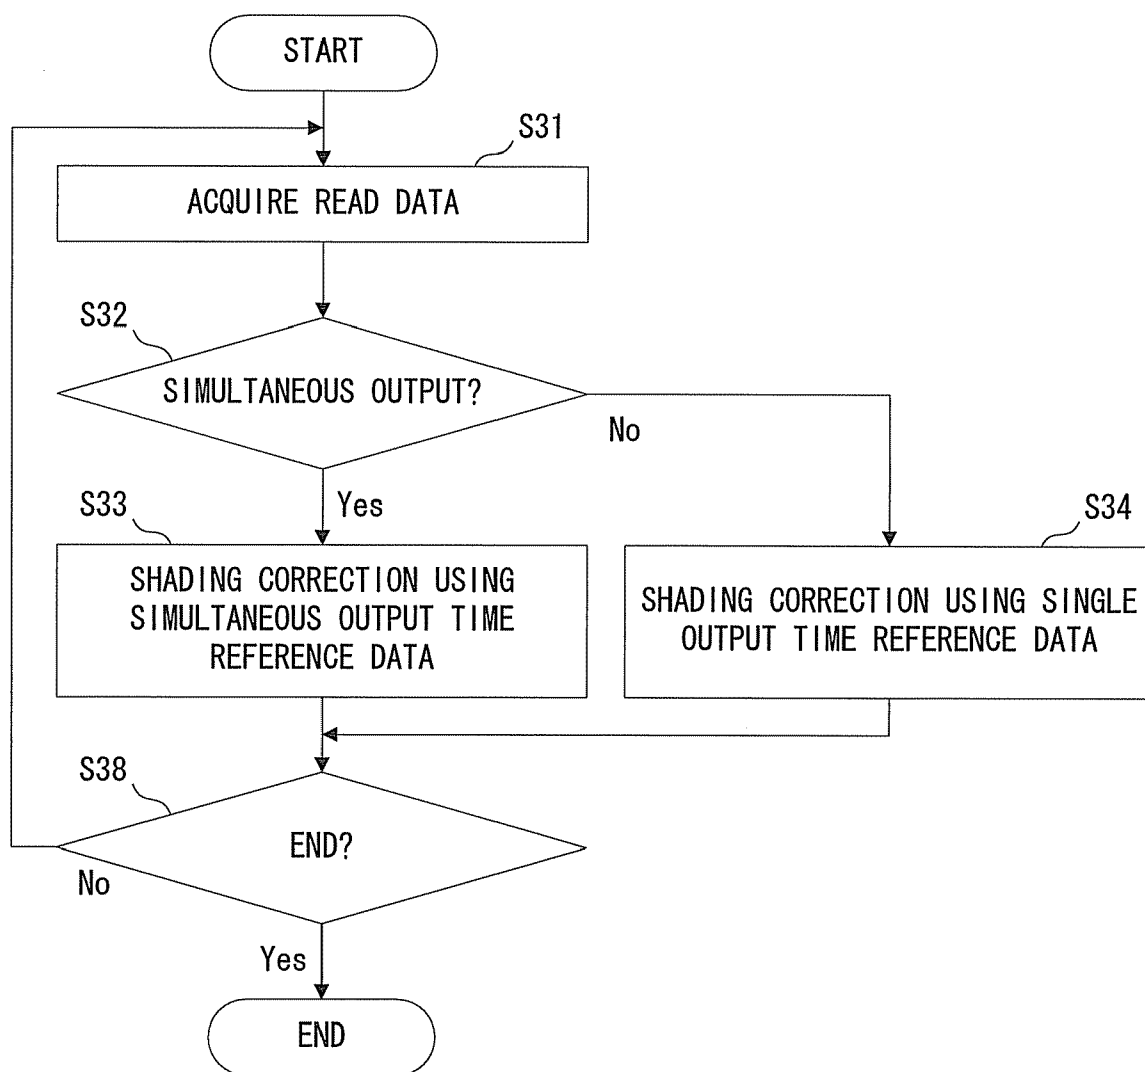 START
S31
ACQUIRE READ DATA
S32
SIMULTANEOUS OUTPUT?
No
Yes
S33
SHADING CORRECTION USING
SIMULTANEOUS OUTPUT TIME
REFERENCE DATA
S34
SHADING CORRECTION USING SINGLE
OUTPUT TIME REFERENCE DATA
S38
END?
No
Yes
END